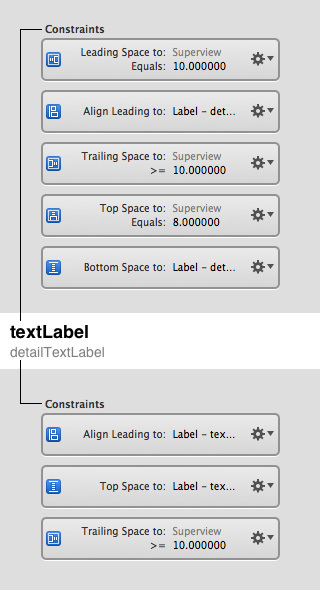 Constraints
Leading Space to: Superview
Equals: 10.000000
Align Leading to: Label – det...
Trailing Space to: Superview
>= 10.000000
Top Space to: Superview
Equals: 8.000000
Bottom Space to: Label – det...
textLabel
detailTextLabel
Constraints
Align Leading to: Label – tex...
Top Space to: Label – tex...
Trailing Space to: Superview
>= 10.000000